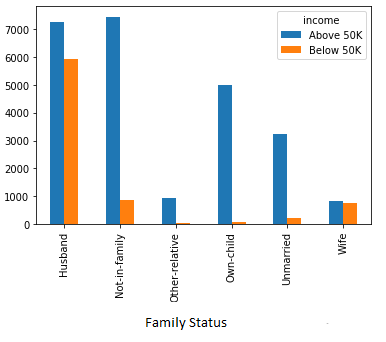 income
Above 50K
Below 50K
7000
6000
5000
4000
3000
2000
1000
0
Husband
Not-in-family
Other-relative
Own-child
Unmarried
Wife
Family Status